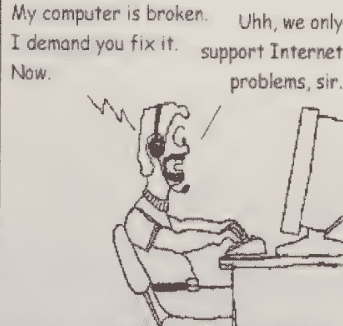 My computer is broken.
I demand you fix it.
Now.
Uhh, we only
support Internet
problems, sir.